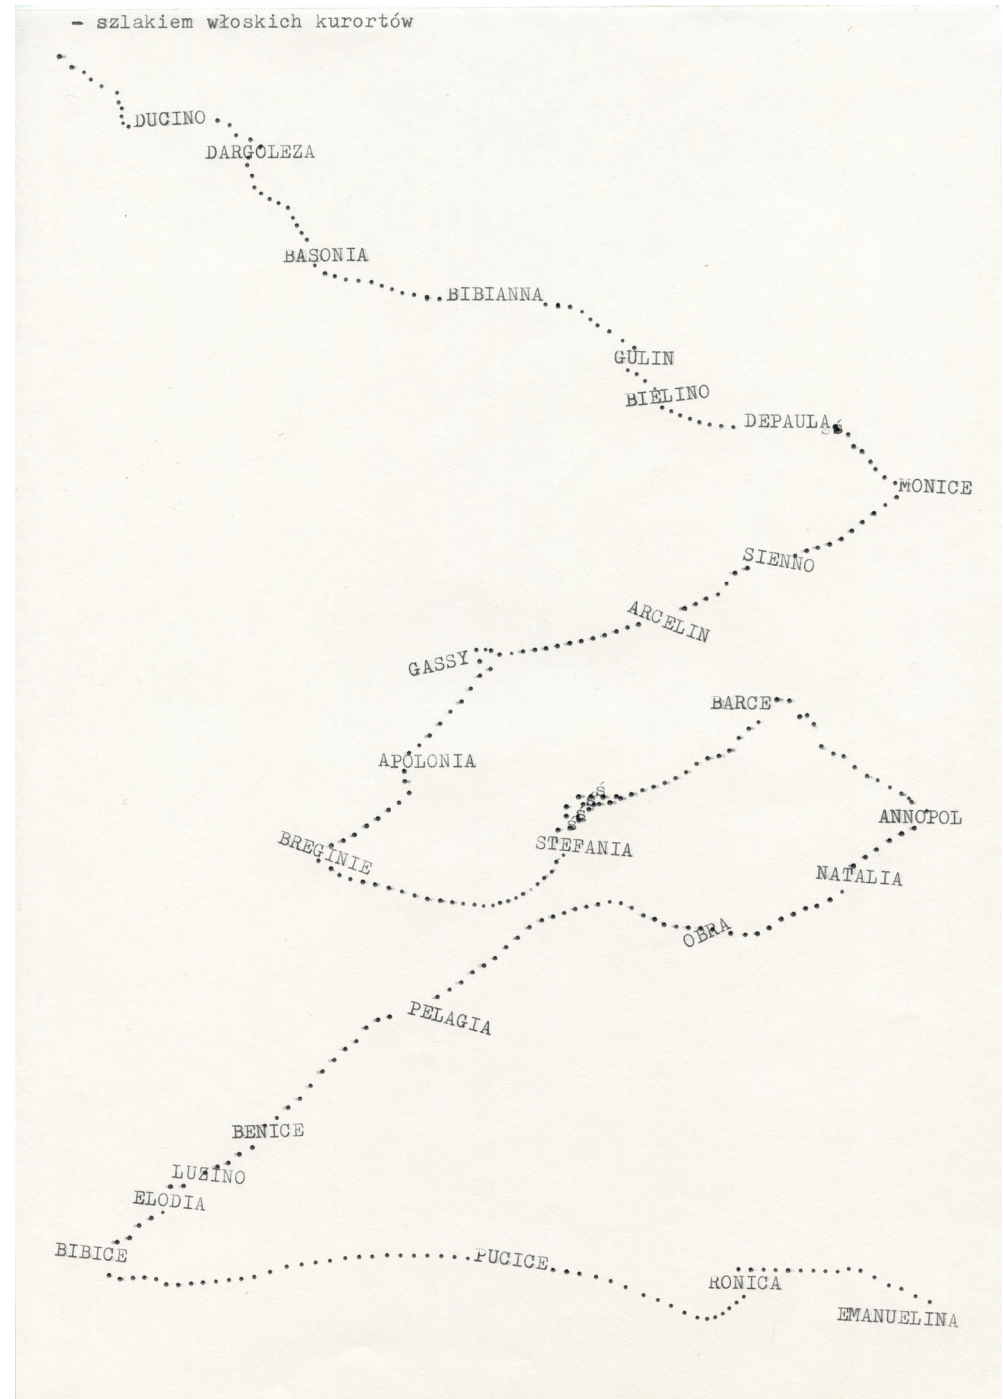 - szlakiem włoskich kurortów
DUCINO
DARGOLEZA
BASONIA
BIBIANNA
GULIN
BIELINO
DEPAULA
MONICE
SIENNO
ARCELIN
GASSY
BARCE
APOLONIA
ANNOPOL
BREGINIE
STEFANIA
NATALIA
OBRA
PELAGIA
BENICE
LUZINO
ELODIA
BIBICE
PUCICE
RONICA
EMANUELINA